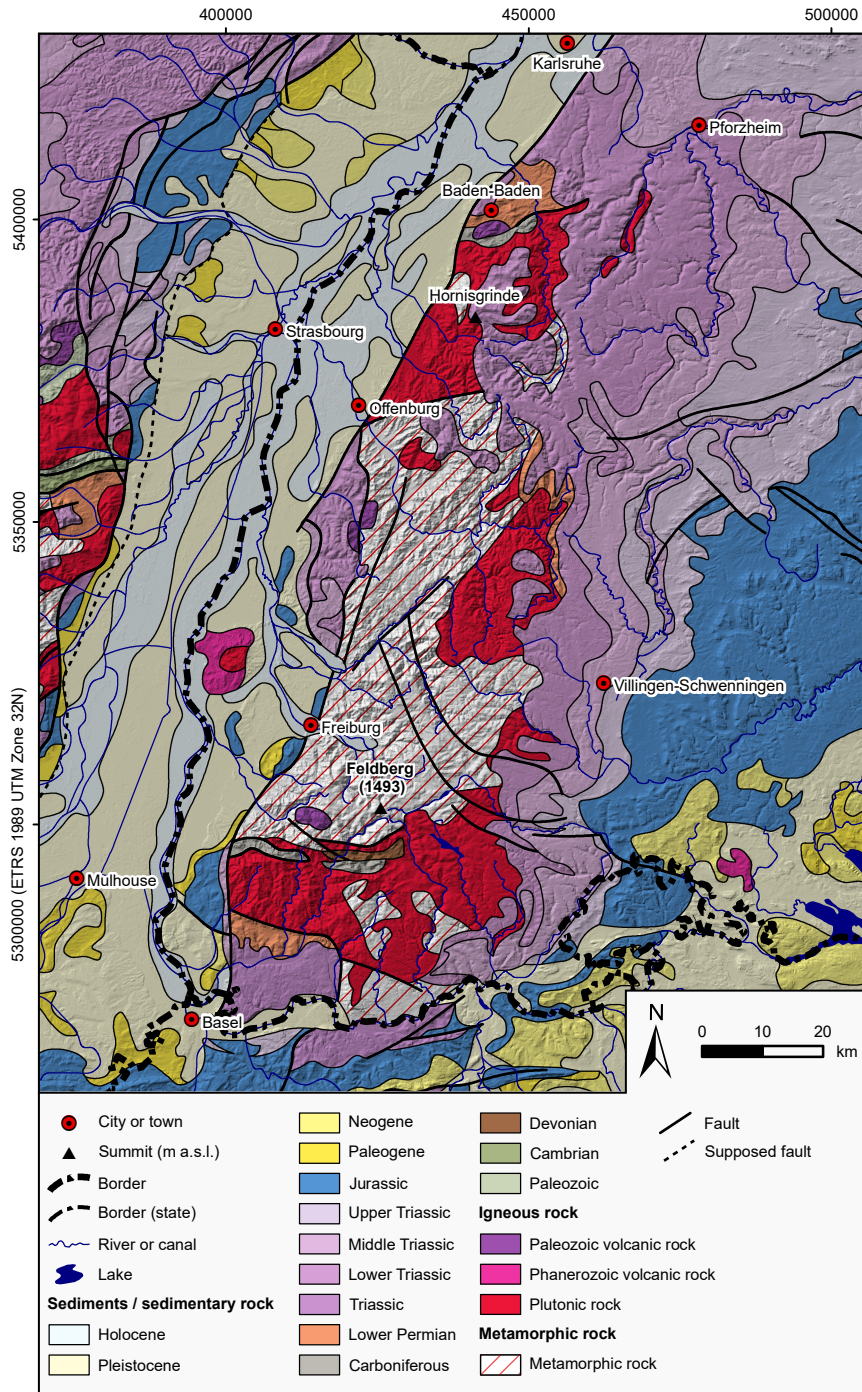 400000
450000
500000
Karlsruhe
Pforzheim
Baden-Baden
5400000
Hornisgrinde
Strasbourg
Offenburg
5350000
Villingen-Schwenningen
Freiburg
Feldberg
(1493)
Mulhouse
5300000 (ETRS 1989 UTM Zone 32N)
Basel
N
0 10 20
km
City or town
Summit (m a.s.l.)
Border
Border (state)
River or canal
Lake
Sediments / sedimentary rock
Holocene
Pleistocene
Neogene
Paleogene
Jurassic
Upper Triassic
Middle Triassic
Lower Triassic
Triassic
Lower Permian
Carboniferous
Devonian
Cambrian
Paleozoic
Igneous rock
Paleozoic volcanic rock
Phanerozoic volcanic rock
Plutonic rock
Metamorphic rock
Metamorphic rock
Fault
Supposed fault